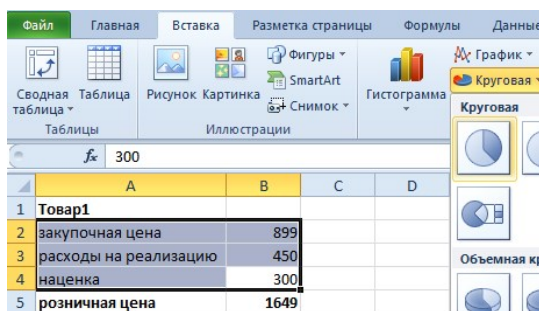 Файл Главная Вставка Разметка страницы Формулы Данные
Сводная таблица Таблица Рисунок Картинка Фигуры SmartArt Снимок Гистограмма График Круговая
Таблицы Иллюстрации
Круговая
fx 300
A B C D
1 Товар1
2 закупочная цена 899
3 расходы на реализацию 450
4 наценка 300
5 розничная цена 1649
Объемная